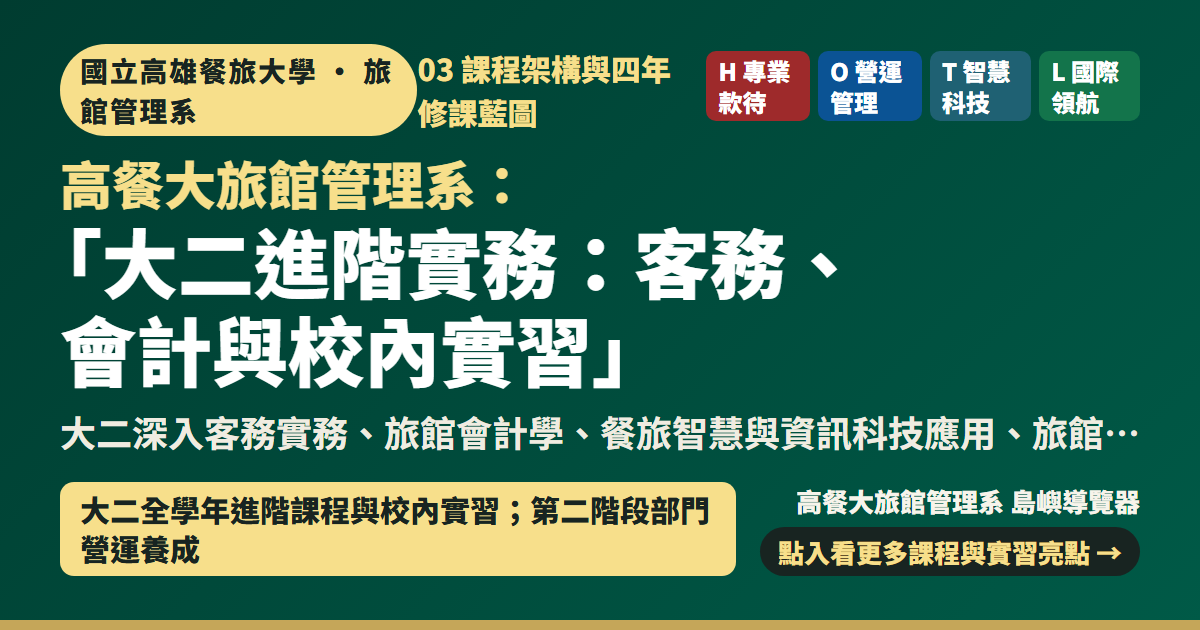 國立高雄餐旅大學 · 旅
館管理系
03 課程架構與四年
修課藍圖
H 專業
款待
O 營運
管理
T 智慧
科技
L 國際
領航
高餐大旅館管理系：
「大二進階實務：客務、
會計與校內實習」
大二深入客務實務、旅館會計學、餐旅智慧與資訊科技應用、旅館…
大二全學年進階課程與校內實習；第二階段部門
營運養成
高餐大旅館管理系 島嶼導覽器
點入看更多課程與實習亮點 →